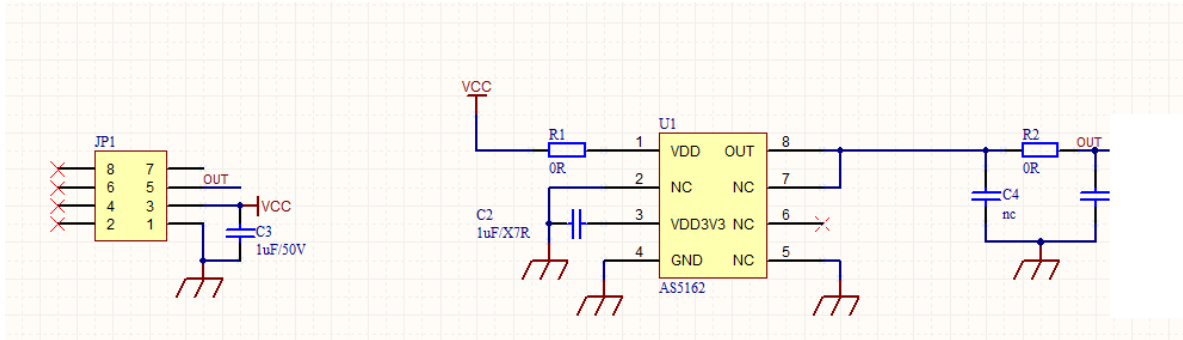 JP1
8 7
6 5 OUT
4 3 VCC
2 1
C3
1uF/50V
VCC
R1
0R
C2
1uF/X7R
U1
1 VDD OUT 8
2 NC NC 7
3 VDD3V3 NC 6
4 GND NC 5
AS5162
R2
0R
OUT
C4
nc